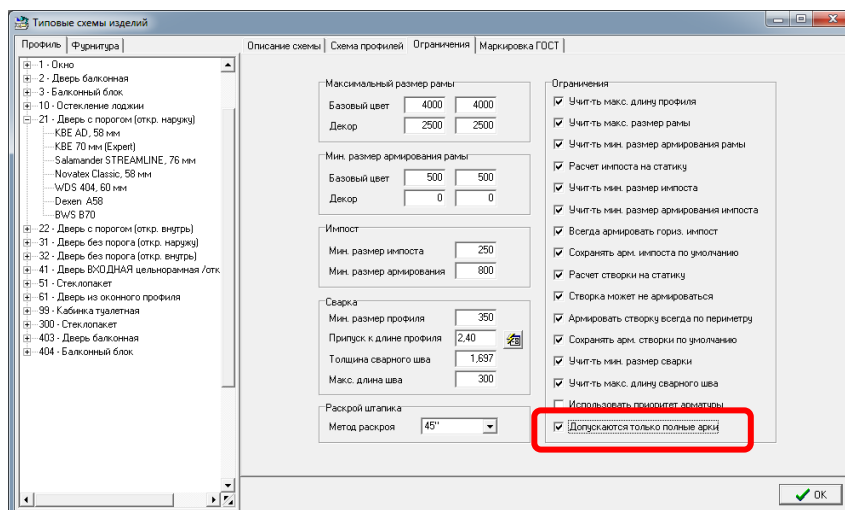 Типовые схемы изделий
Профиль Фурнитура
Описание схемы Схема профилей Ограничения Маркировка ГОСТ
1 - Окно
2 - Дверь балконная
3 - Балконный блок
10 - Остекление лоджии
21 - Дверь с порогом (откр. наружу)
KBE AD, 58 мм
KBE 70 мм (Expert)
Salamander STREAMLINE, 76 мм
Novatex Classic, 58 мм
WDS 404, 60 мм
Dexen A58
BWS B70
22 - Дверь с порогом (откр. внутрь)
31 - Дверь без порога (откр. наружу)
32 - Дверь без порога (откр. внутрь)
41 - Дверь ВХОДНАЯ цельнорамная /отк
51 - Стеклопакет
61 - Дверь из оконного профиля
99 - Кабинка туалетная
300 - Стеклопакет
403 - Дверь балконная
404 - Балконный блок
Максимальный размер рамы
Базовый цвет 4000 4000
Декор 2500 2500
Мин. размер армирования рамы
Базовый цвет 500 500
Декор 0 0
Импост
Мин. размер импоста 250
Мин. размер армирования 800
Сварка
Мин. размер профиля 350
Припуск к длине профиля 2,40
Толщина сварного шва 1,697
Макс. длина шва 300
Раскрой штапика
Метод раскроя 45''
Ограничения
Учит-ть макс. длину профиля
Учит-ть макс. размер рамы
Учит-ть мин. размер армирования рамы
Расчет импоста на статику
Учит-ть мин. размер импоста
Учит-ть мин. размер армирования импоста
Всегда армировать гориз. импост
Сохранять арм. импоста по умолчанию
Расчет створки на статику
Створка может не армироваться
Армировать створку всегда по периметру
Сохранять арм. створки по умолчанию
Учит-ть мин. размер сварки
Учит-ть макс. длину сварного шва
Использовать приоритет арматуры
Допускаются только полные арки
OK